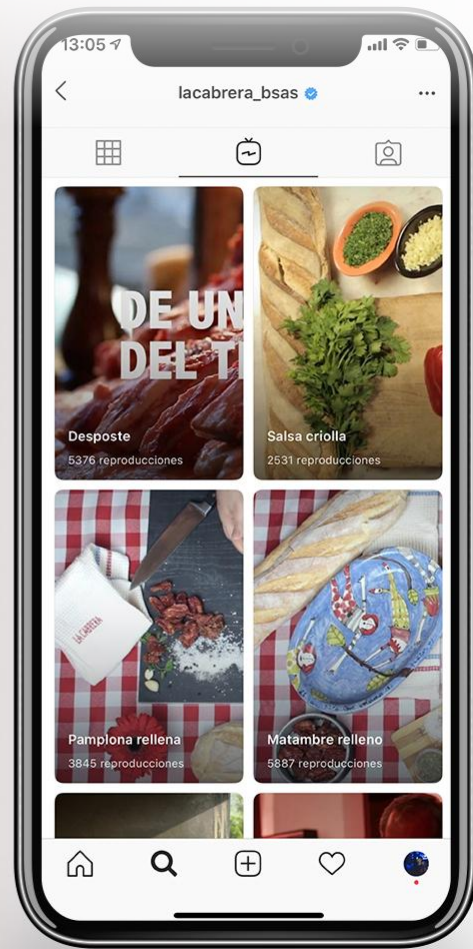 13:05
lacabrera_bsas
DE UN
DEL T
Desposte
5376 reproducciones
Salsa criolla
2531 reproducciones
LA CABRERA
Pamplona rellena
3845 reproducciones
Matambre relleno
5887 reproducciones